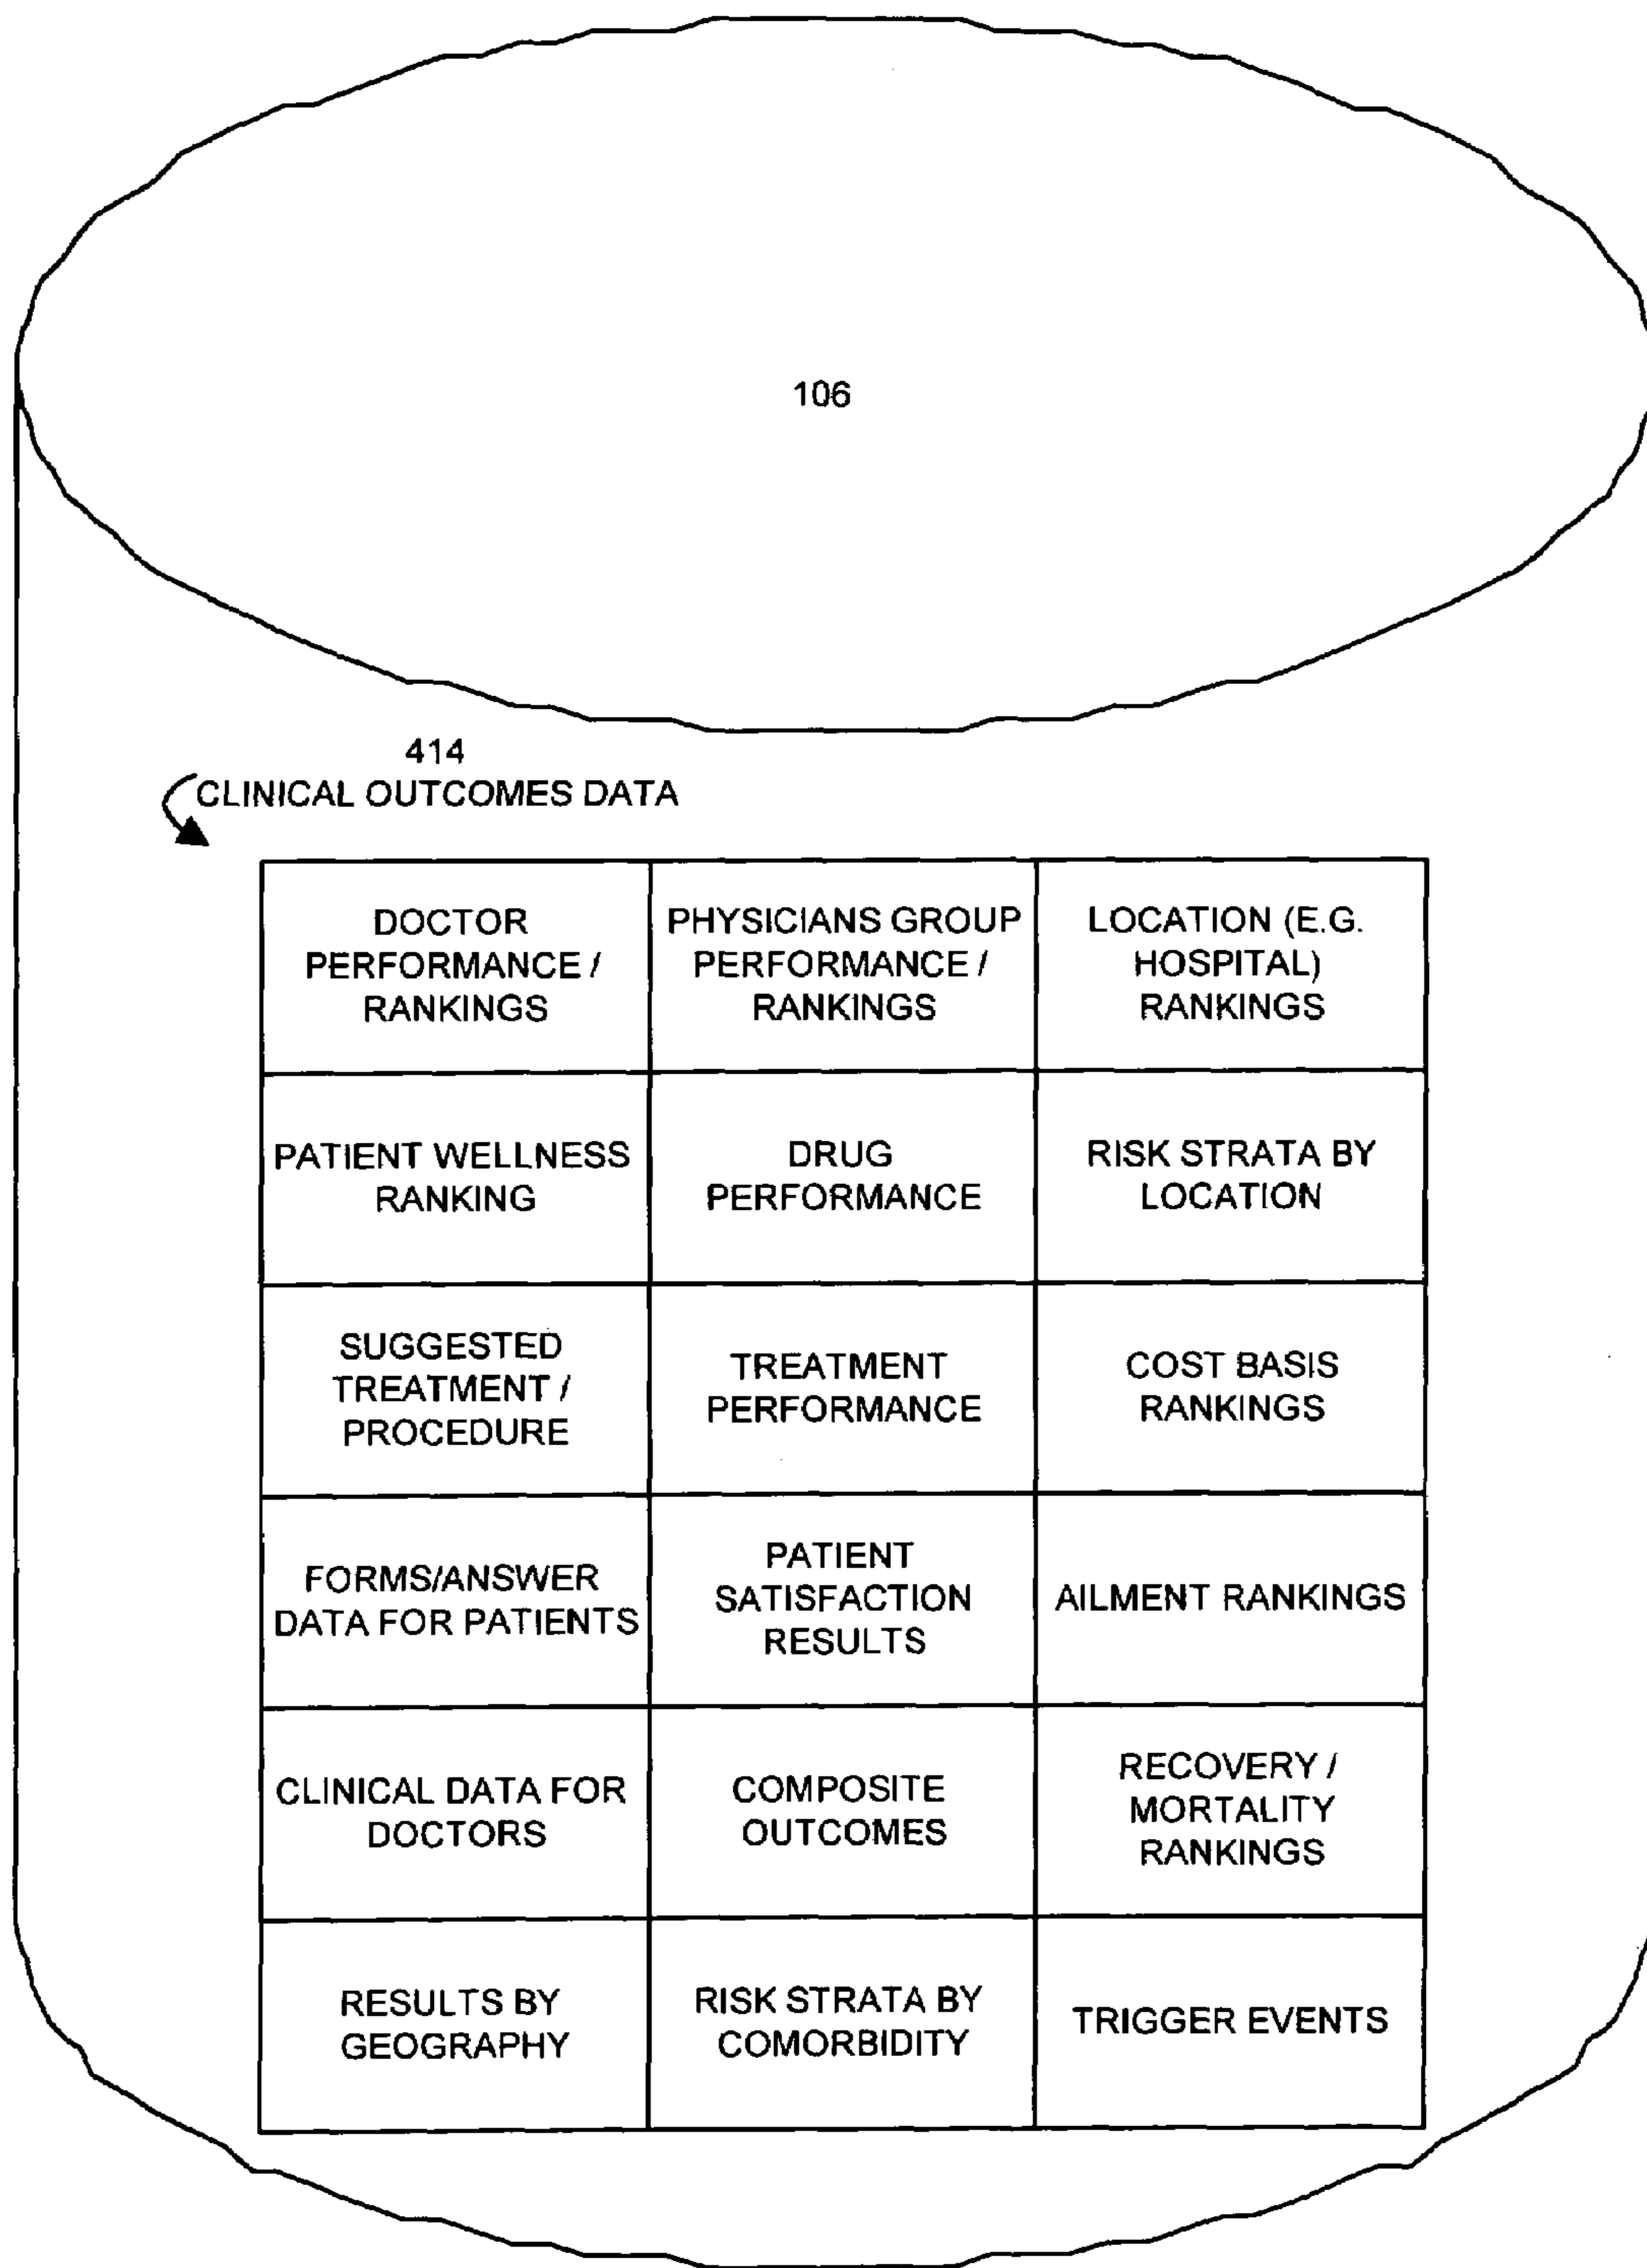 106
414
CLINICAL OUTCOMES DATA
DOCTOR
PERFORMANCE /
RANKINGS
PHYSICIANS GROUP
PERFORMANCE /
RANKINGS
LOCATION (E.G.
HOSPITAL)
RANKINGS
PATIENT WELLNESS
RANKING
DRUG
PERFORMANCE
RISK STRATA BY
LOCATION
SUGGESTED
TREATMENT /
PROCEDURE
TREATMENT
PERFORMANCE
COST BASIS
RANKINGS
FORMS/ANSWER
DATA FOR PATIENTS
PATIENT
SATISFACTION
RESULTS
AILMENT RANKINGS
CLINICAL DATA FOR
DOCTORS
COMPOSITE
OUTCOMES
RECOVERY /
MORTALITY
RANKINGS
RESULTS BY
GEOGRAPHY
RISK STRATA BY
COMORBIDITY
TRIGGER EVENTS